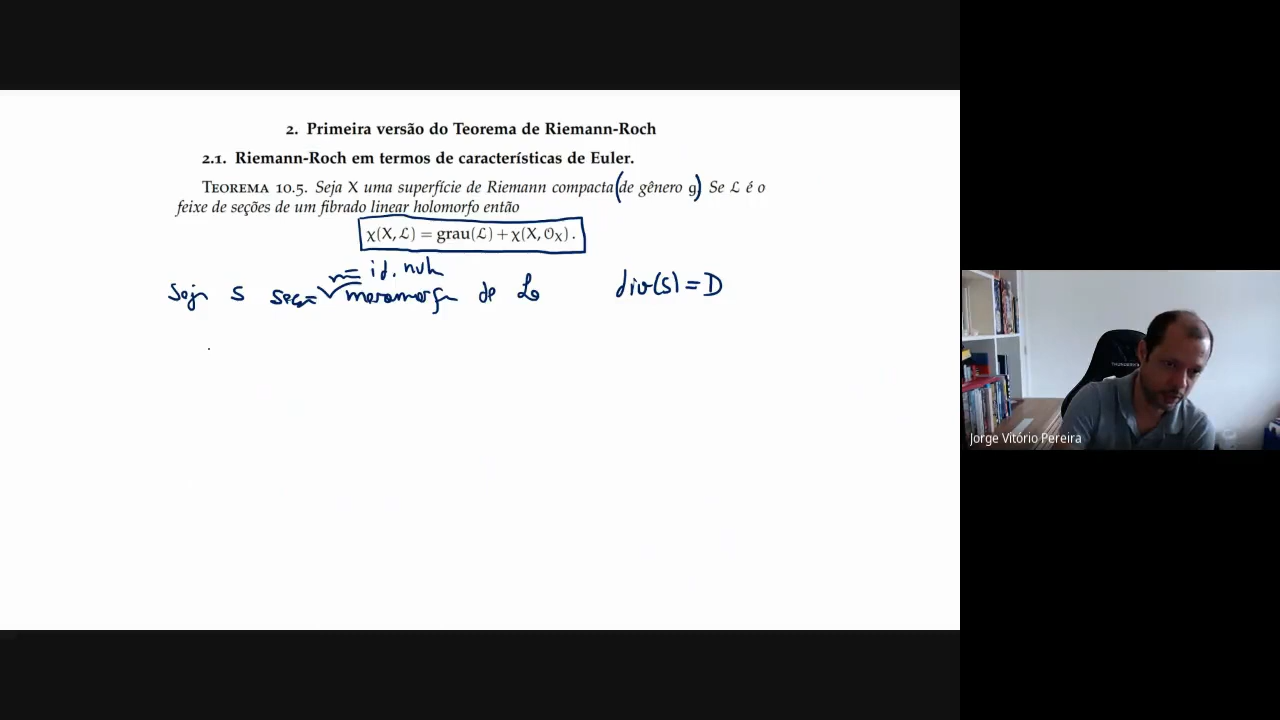 2. Primeira versão do Teorema de Riemann-Roch
2.1. Riemann-Roch em termos de características de Euler.
TEOREMA 10.5. Seja X uma superfície de Riemann compacta (de gênero g) Se ℒ é o
feixe de seções de um fibrado linear holomorfo então
χ(X, ℒ) = grau(ℒ) + χ(X, 𝒪_X).
não id. nula
Seja s seção meromorfa de ℒ div(s) = D
Jorge Vitório Pereira